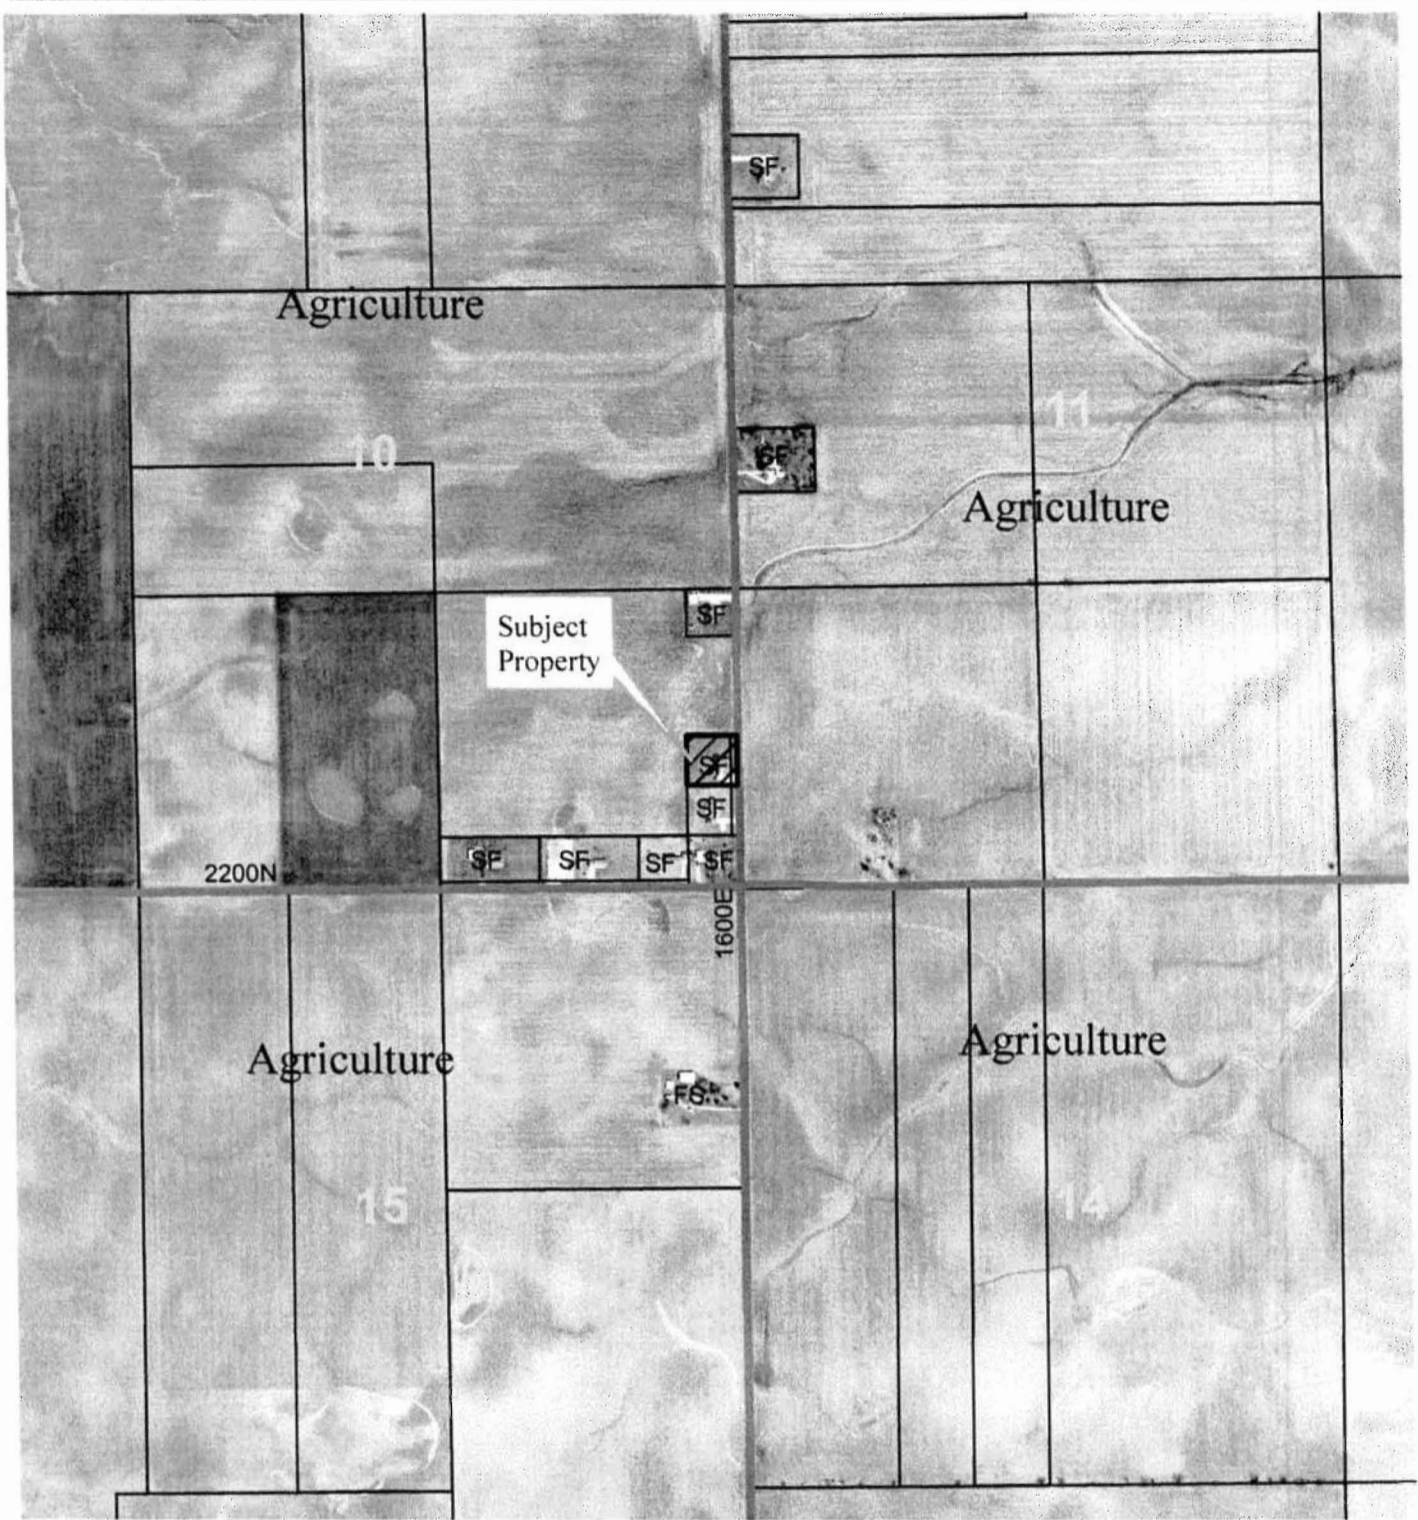 SF
Agriculture
11
10
SF
Agriculture
Subject
Property
SF
SF
SF
SF
SF
SF
SF
2200N
1600E
Agriculture
Agriculture
FS
15
14